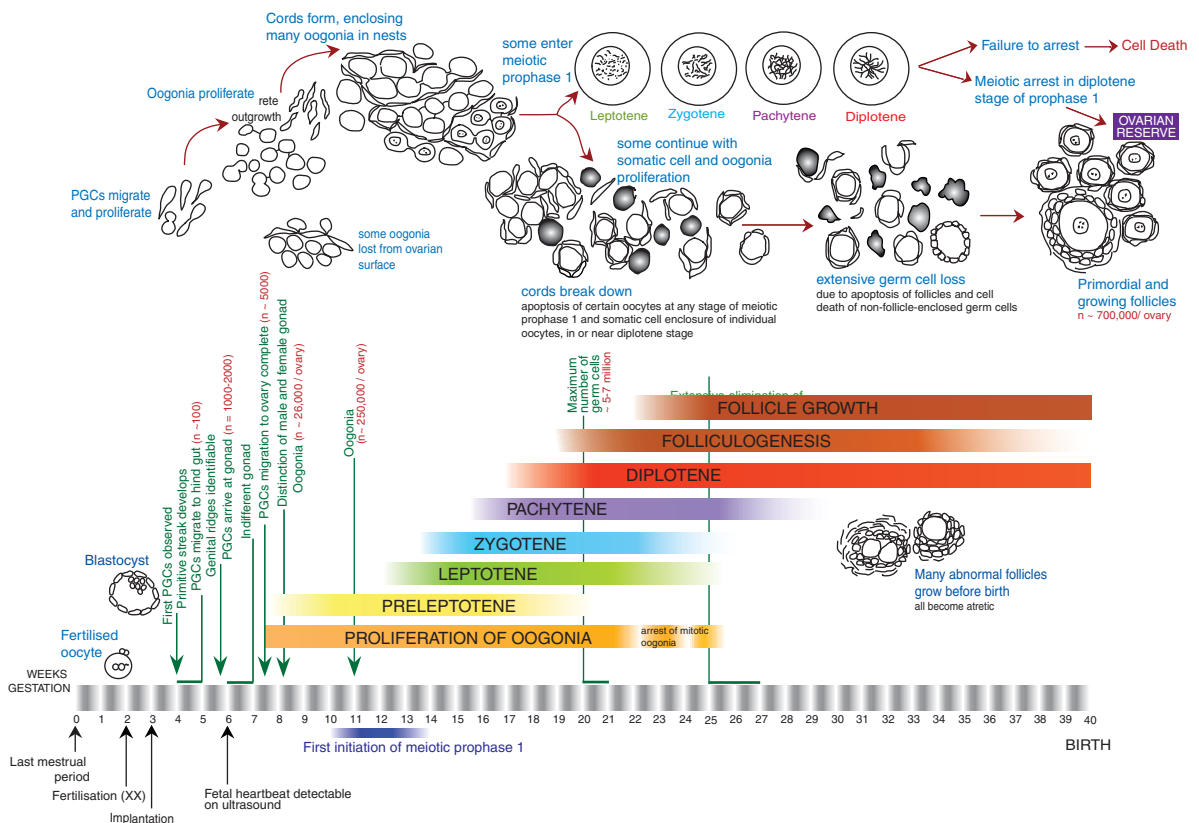 Cords form, enclosing
many oogonia in nests
some enter
meiotic
prophase 1
Failure to arrest
Cell Death
Meiotic arrest in diplotene
stage of prophase 1
OVARIAN
RESERVE
Oogonia proliferate
rete
outgrowth
Leptotene
Zygotene
Pachytene
Diplotene
some continue with
somatic cell and oogonia
proliferation
PGCs migrate
and proliferate
some oogonia
lost from ovarian
surface
cords break down
apoptosis of certain oocytes at any stage of meiotic
prophase 1 and somatic cell enclosure of individual
oocytes, in or near diplotene stage
extensive germ cell loss
due to apoptosis of follicles and cell
death of non-follicle-enclosed germ cells
Primordial and
growing follicles
n ~ 700,000/ ovary
First PGCs observed
Primitive streak develops
PGCs migrate to hind gut (n ~100)
Genital ridges identifiable
PGCs arrive at gonad (n = 1000-2000)
Indifferent gonad
PGCs migration to ovary complete (n ~ 5000)
Distinction of male and female gonad
Oogonia (n ~ 26,000 / ovary)
Oogonia
(n~ 250,000 / ovary)
Maximum
number of
germ cells
~ 5-7 million
Extensive elimination of
FOLLICLE GROWTH
FOLLICULOGENESIS
DIPLOTENE
PACHYTENE
ZYGOTENE
LEPTOTENE
PRELEPTOTENE
PROLIFERATION OF OOGONIA
arrest of mitotic
oogonia
Many abnormal follicles
grow before birth
all become atretic
Blastocyst
Fertilised
oocyte
WEEKS
GESTATION
0 1 2 3 4 5 6 7 8 9 10 11 12 13 14 15 16 17 18 19 20 21 22 23 24 25 26 27 28 29 30 31 32 33 34 35 36 37 38 39 40
First initiation of meiotic prophase 1
BIRTH
Last mestrual
period
Fertilisation (XX)
Implantation
Fetal heartbeat detectable
on ultrasound